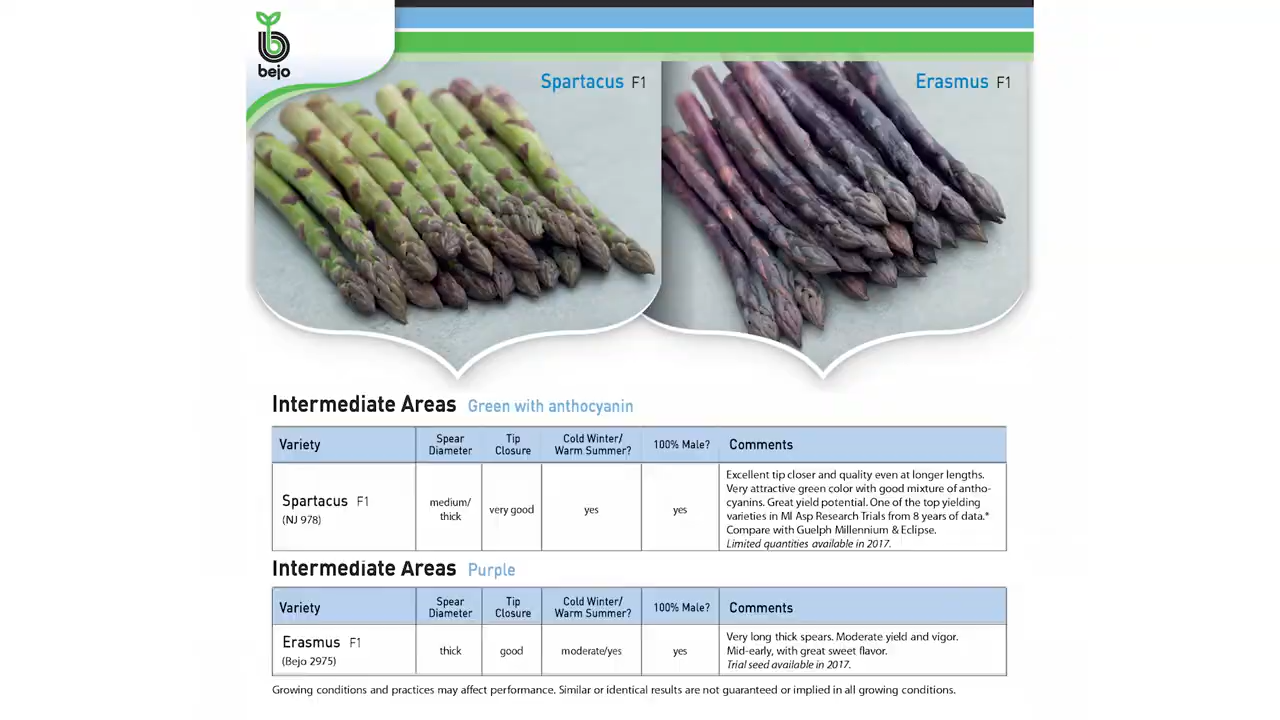 bejo
Spartacus F1
Erasmus F1
Intermediate Areas Green with anthocyanin
Variety
Spear
Diameter
Tip
Closure
Cold Winter/
Warm Summer?
100% Male?
Comments
Spartacus F1
(NJ 978)
medium/
thick
very good
yes
yes
Excellent tip closer and quality even at longer lengths.
Very attractive green color with good mixture of antho-
cyanins. Great yield potential. One of the top yielding
varieties in MI Asp Research Trials from 8 years of data.*
Compare with Guelph Millennium & Eclipse.
Limited quantities available in 2017.
Intermediate Areas Purple
Variety
Spear
Diameter
Tip
Closure
Cold Winter/
Warm Summer?
100% Male?
Comments
Erasmus F1
(Bejo 2975)
thick
good
moderate/yes
yes
Very long thick spears. Moderate yield and vigor.
Mid-early, with great sweet flavor.
Trial seed available in 2017.
Growing conditions and practices may affect performance. Similar or identical results are not guaranteed or implied in all growing conditions.